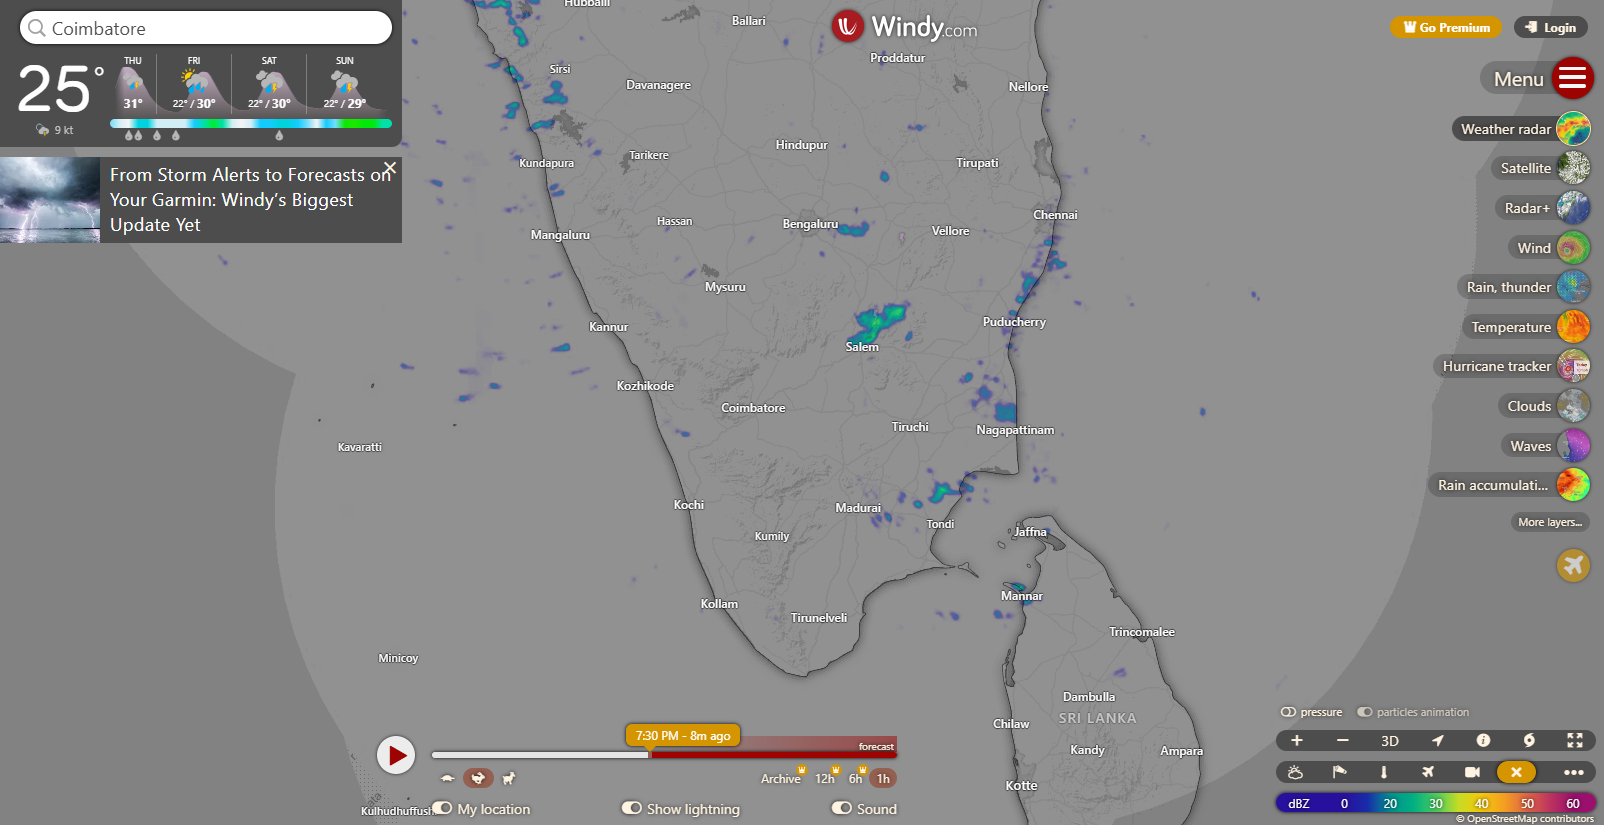 Coimbatore
25°
9 kt
THU
FRI
SAT
SUN
31°
22° / 30°
22° / 30°
22° / 29°
From Storm Alerts to Forecasts on
Your Garmin: Windy’s Biggest
Update Yet
Windy.com
Go Premium
Login
Menu
Weather radar
Satellite
Radar+
Wind
Rain, thunder
Temperature
Hurricane tracker
Clouds
Waves
Rain accumulati...
More layers...
Hubballi
Ballari
Proddatur
Sirsi
Davanagere
Nellore
Hindupur
Tarikere
Kundapura
Tirupati
Chennai
Hassan
Bengaluru
Mangaluru
Vellore
Mysuru
Puducherry
Kannur
Salem
Kozhikode
Coimbatore
Tiruchi
Nagapattinam
Kavaratti
Kochi
Madurai
Tondi
Jaffna
Kumily
Mannar
Kollam
Tirunelveli
Trincomalee
Minicoy
Dambulla
SRI LANKA
Chilaw
Kandy
Ampara
Kotte
Kulhudhuffush
7:30 PM - 8m ago
forecast
Archive
12h
6h
1h
My location
Show lightning
Sound
pressure
particles animation
3D
dBZ 0 20 30 40 50 60
© OpenStreetMap contributors